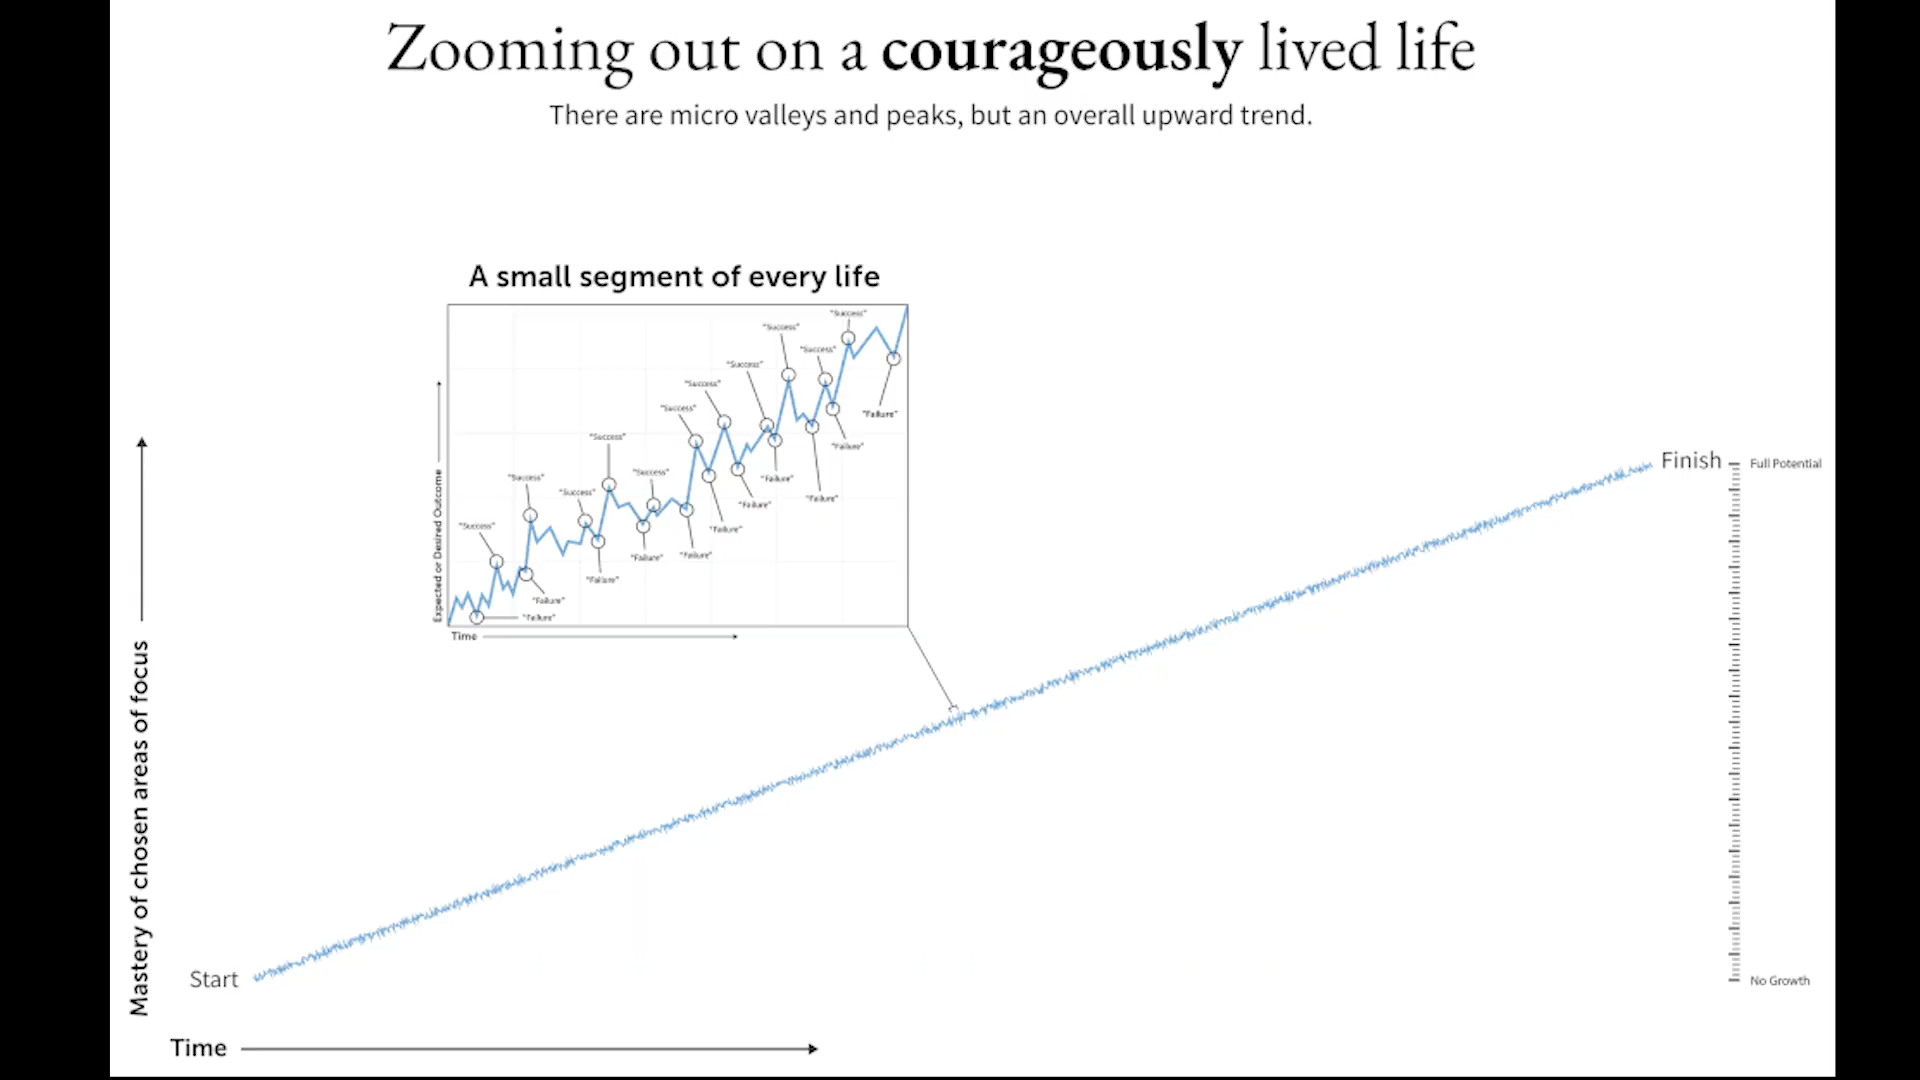 Zooming out on a courageously lived life
There are micro valleys and peaks, but an overall upward trend.
A small segment of every life
"Success"
"Success"
"Success"
"Success"
"Success"
"Success"
"Success"
"Success"
"Success"
"Success"
"Success"
"Failure"
"Failure"
"Failure"
"Failure"
"Failure"
"Failure"
"Failure"
"Failure"
"Failure"
"Failure"
"Failure"
Expected or Desired Outcome
Time
Finish
Full Potential
Mastery of chosen areas of focus
Start
No Growth
Time